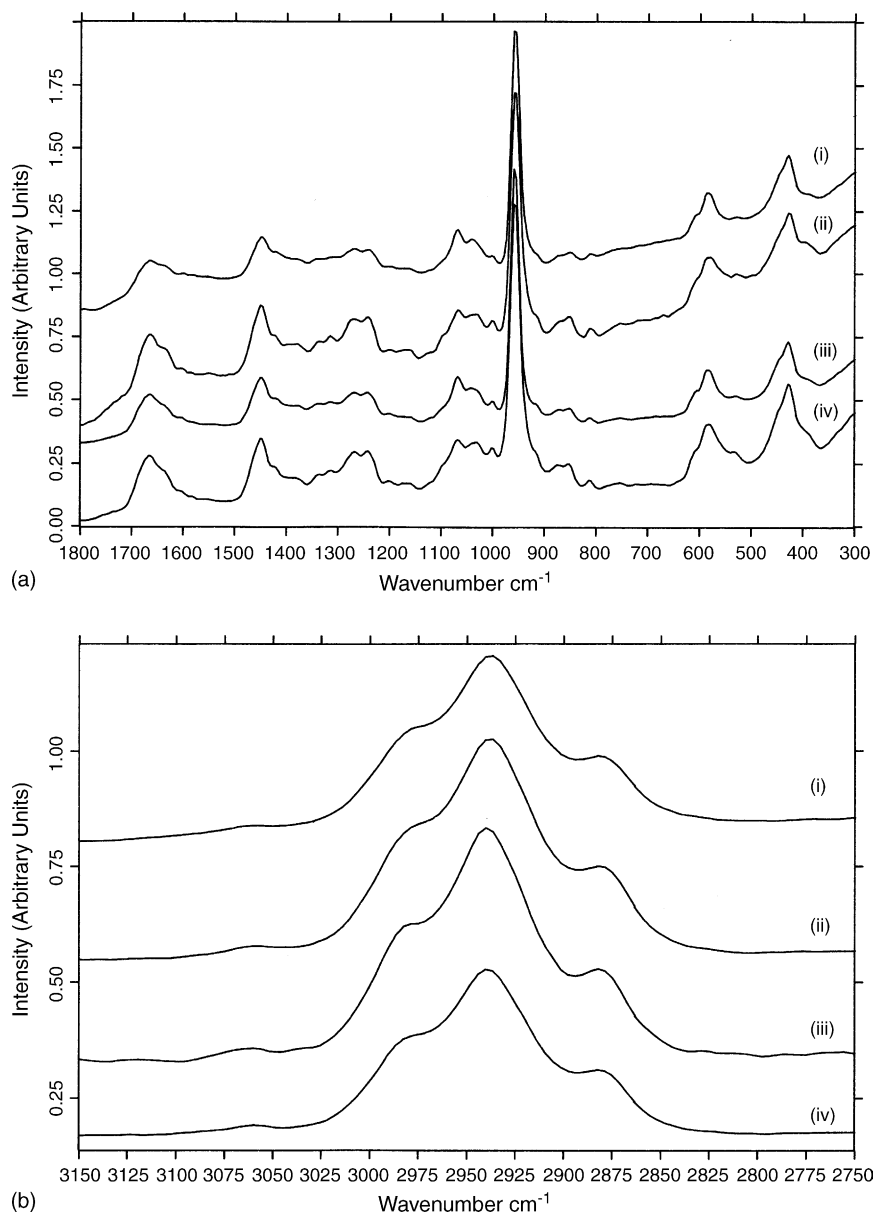 Intensity (Arbitrary Units)
1.75
1.50
1.25
1.00
0.75
0.50
0.25
0.00
(i)
(ii)
(iii)
(iv)
1800 1700 1600 1500 1400 1300 1200 1100 1000 900 800 700 600 500 400 300
Wavenumber cm-1
(a)
Intensity (Arbitrary Units)
1.00
0.75
0.50
0.25
(i)
(ii)
(iii)
(iv)
3150 3125 3100 3075 3050 3025 3000 2975 2950 2925 2900 2875 2850 2825 2800 2775 2750
Wavenumber cm-1
(b)